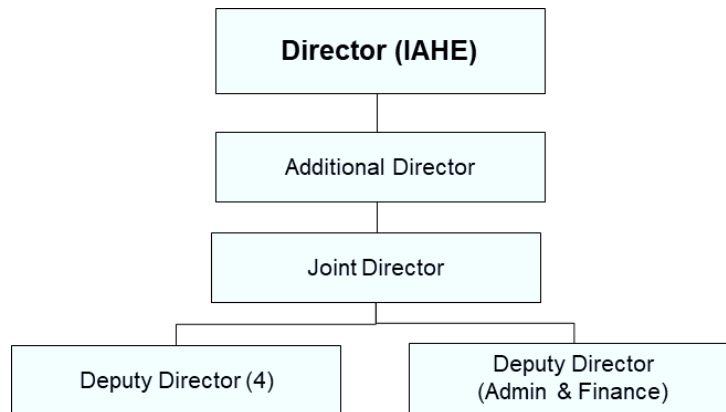 Director (IAHE)
Additional Director
Joint Director
Deputy Director (4)
Deputy Director
(Admin & Finance)